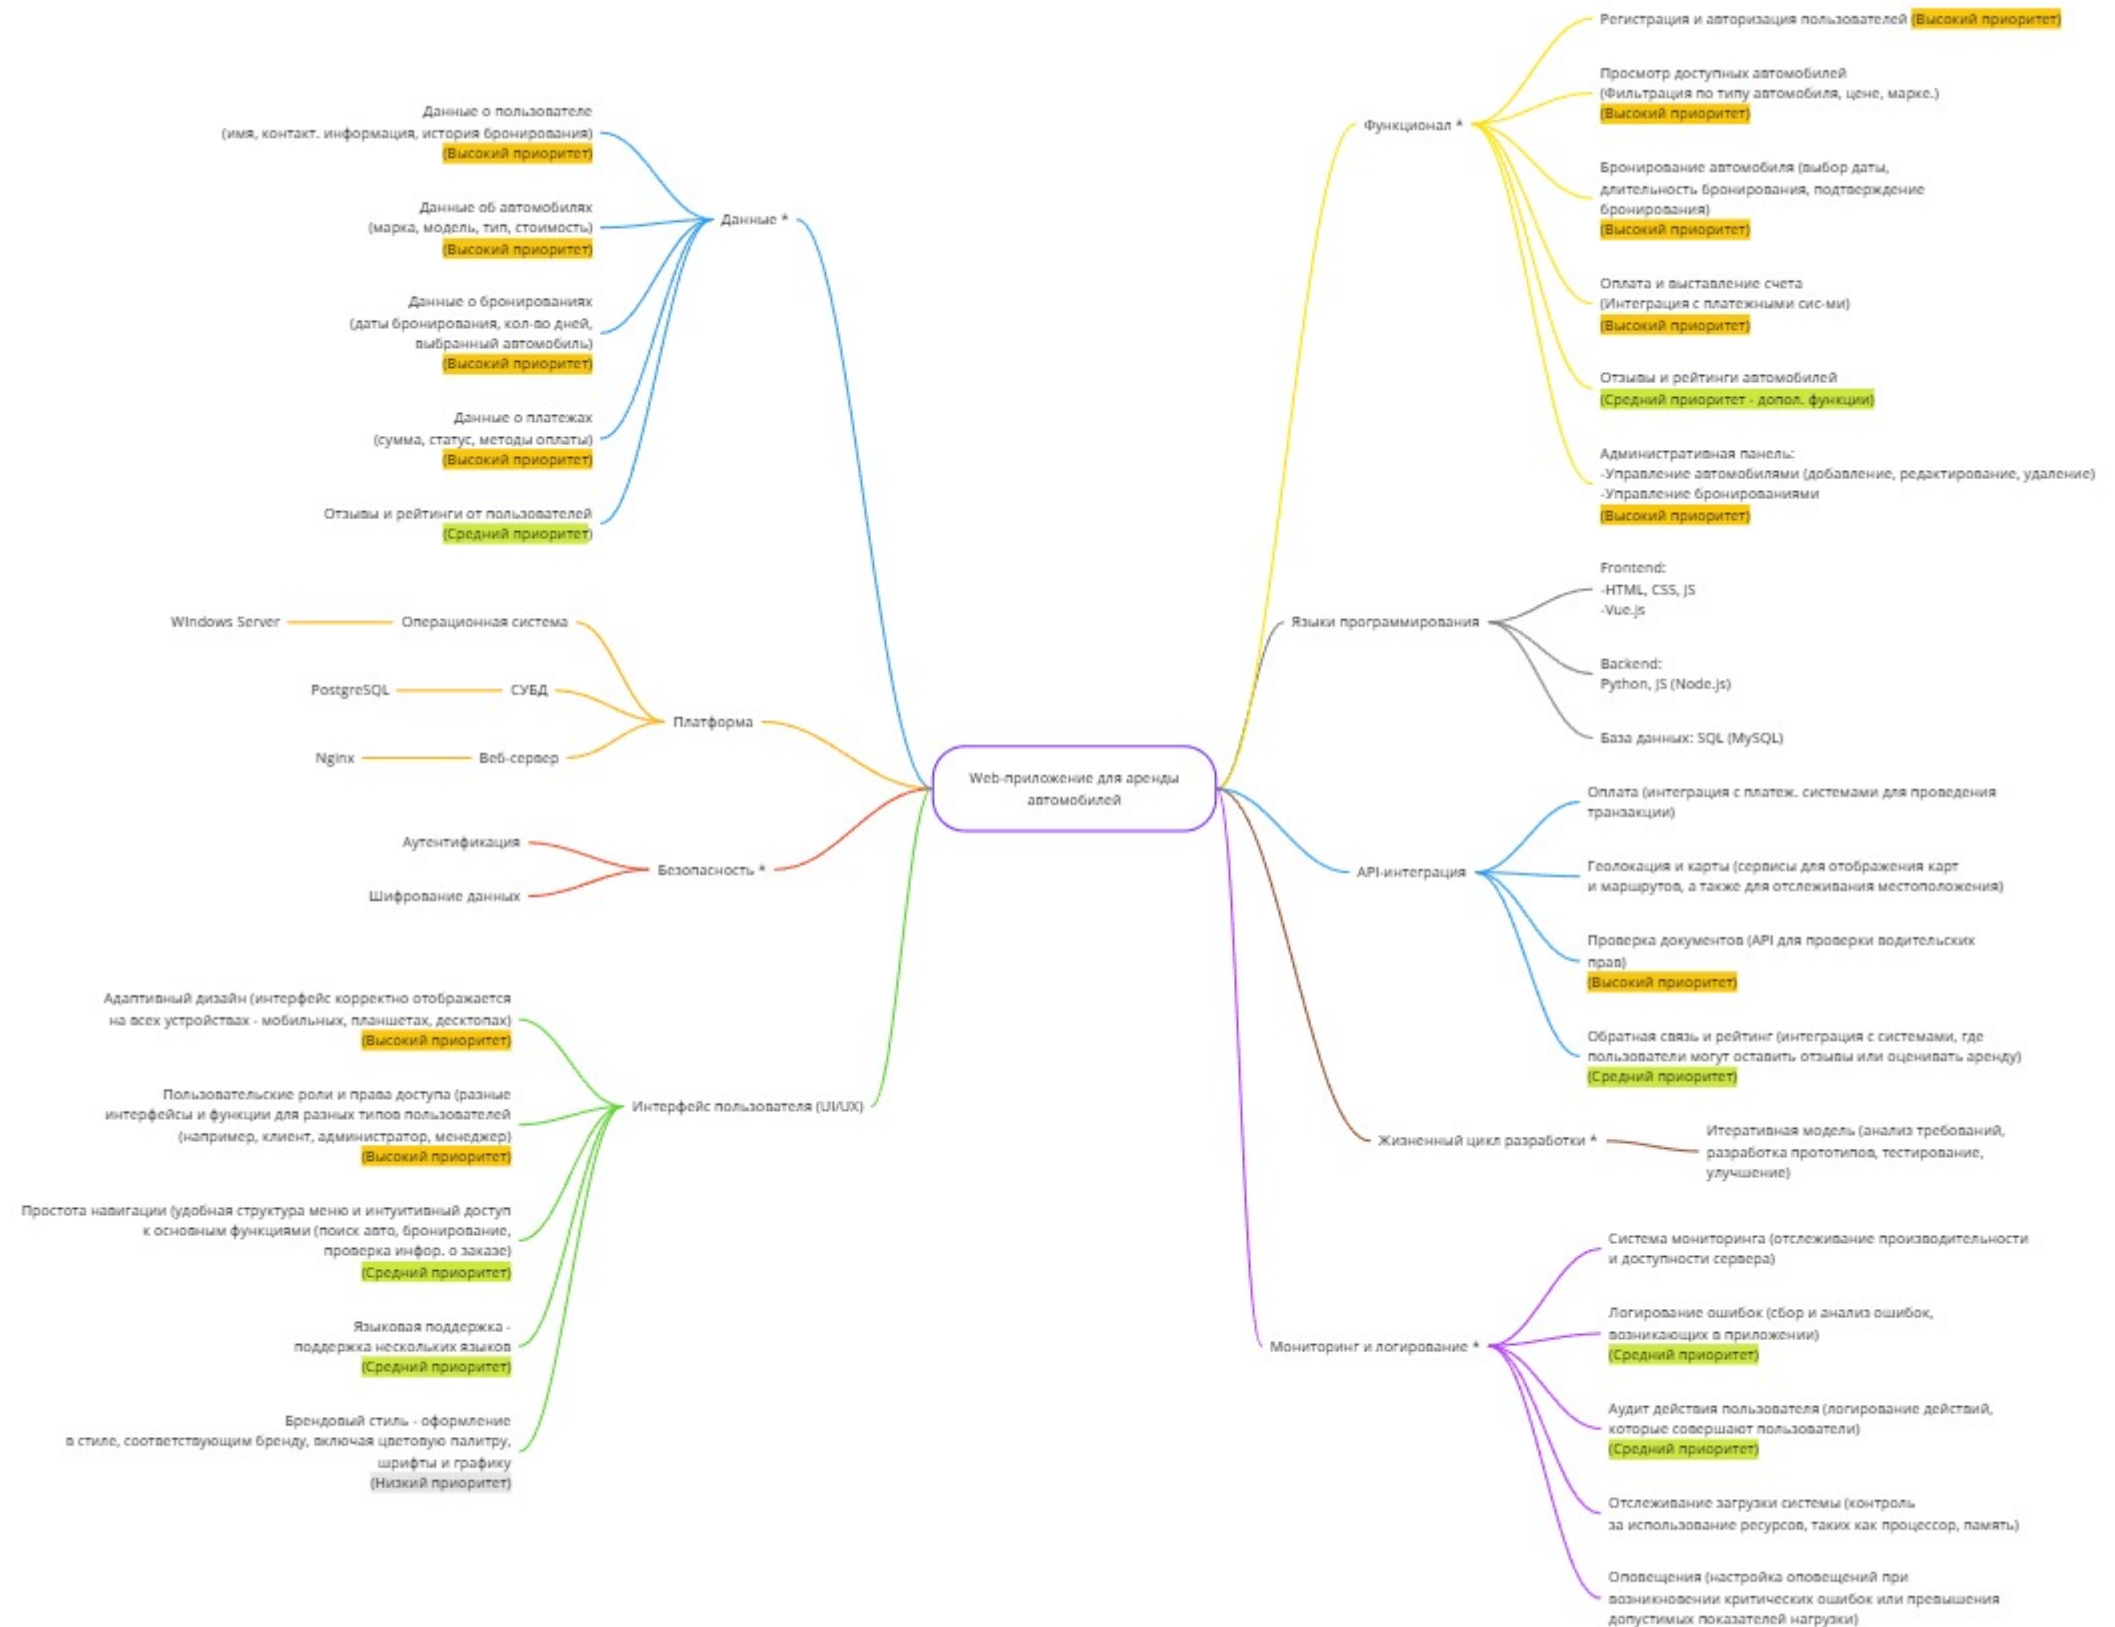 Web-приложение для аренды
автомобилей
Данные *
Данные о пользователе
(имя, контакт. информация, история бронирования)
(Высокий приоритет)
Данные об автомобилях
(марка, модель, тип, стоимость)
(Высокий приоритет)
Данные о бронированиях
(даты бронирования, кол-во дней,
выбранный автомобиль)
(Высокий приоритет)
Данные о платежах
(сумма, статус, методы оплаты)
(Высокий приоритет)
Отзывы и рейтинги от пользователей
(Средний приоритет)
Платформа
Операционная система
Windows Server
СУБД
PostgreSQL
Веб-сервер
Nginx
Безопасность *
Аутентификация
Шифрование данных
Интерфейс пользователя (UI/UX)
Адаптивный дизайн (интерфейс корректно отображается
на всех устройствах - мобильных, планшетах, десктопах)
(Высокий приоритет)
Пользовательские роли и права доступа (разные
интерфейсы и функции для разных типов пользователей
(например, клиент, администратор, менеджер)
(Высокий приоритет)
Простота навигации (удобная структура меню и интуитивный доступ
к основным функциями (поиск авто, бронирование,
проверка инфор. о заказе)
(Средний приоритет)
Языковая поддержка -
поддержка нескольких языков
(Средний приоритет)
Брендовый стиль - оформление
в стиле, соответствующим бренду, включая цветовую палитру,
шрифты и графику
(Низкий приоритет)
Функционал *
Регистрация и авторизация пользователей (Высокий приоритет)
Просмотр доступных автомобилей
(Фильтрация по типу автомобиля, цене, марке.)
(Высокий приоритет)
Бронирование автомобиля (выбор даты,
длительность бронирования, подтверждение
бронирования)
(Высокий приоритет)
Оплата и выставление счета
(Интеграция с платежными сис-ми)
(Высокий приоритет)
Отзывы и рейтинги автомобилей
(Средний приоритет - допол. функции)
Административная панель:
-Управление автомобилями (добавление, редактирование, удаление)
-Управление бронированиями
(Высокий приоритет)
Языки программирования
Frontend:
-HTML, CSS, JS
-Vue.js
Backend:
Python, JS (Node.js)
База данных: SQL (MySQL)
API-интеграция
Оплата (интеграция с платеж. системами для проведения
транзакции)
Геолокация и карты (сервисы для отображения карт
и маршрутов, а также для отслеживания местоположения)
Проверка документов (API для проверки водительских
прав)
(Высокий приоритет)
Обратная связь и рейтинг (интеграция с системами, где
пользователи могут оставить отзывы или оценивать аренду)
(Средний приоритет)
Жизненный цикл разработки *
Итеративная модель (анализ требований,
разработка прототипов, тестирование,
улучшение)
Мониторинг и логирование *
Система мониторинга (отслеживание производительности
и доступности сервера)
Логирование ошибок (сбор и анализ ошибок,
возникающих в приложении)
(Средний приоритет)
Аудит действия пользователя (логирование действий,
которые совершают пользователи)
(Средний приоритет)
Отслеживание загрузки системы (контроль
за использование ресурсов, таких как процессор, память)
Оповещения (настройка оповещений при
возникновении критических ошибок или превышения
допустимых показателей нагрузки)